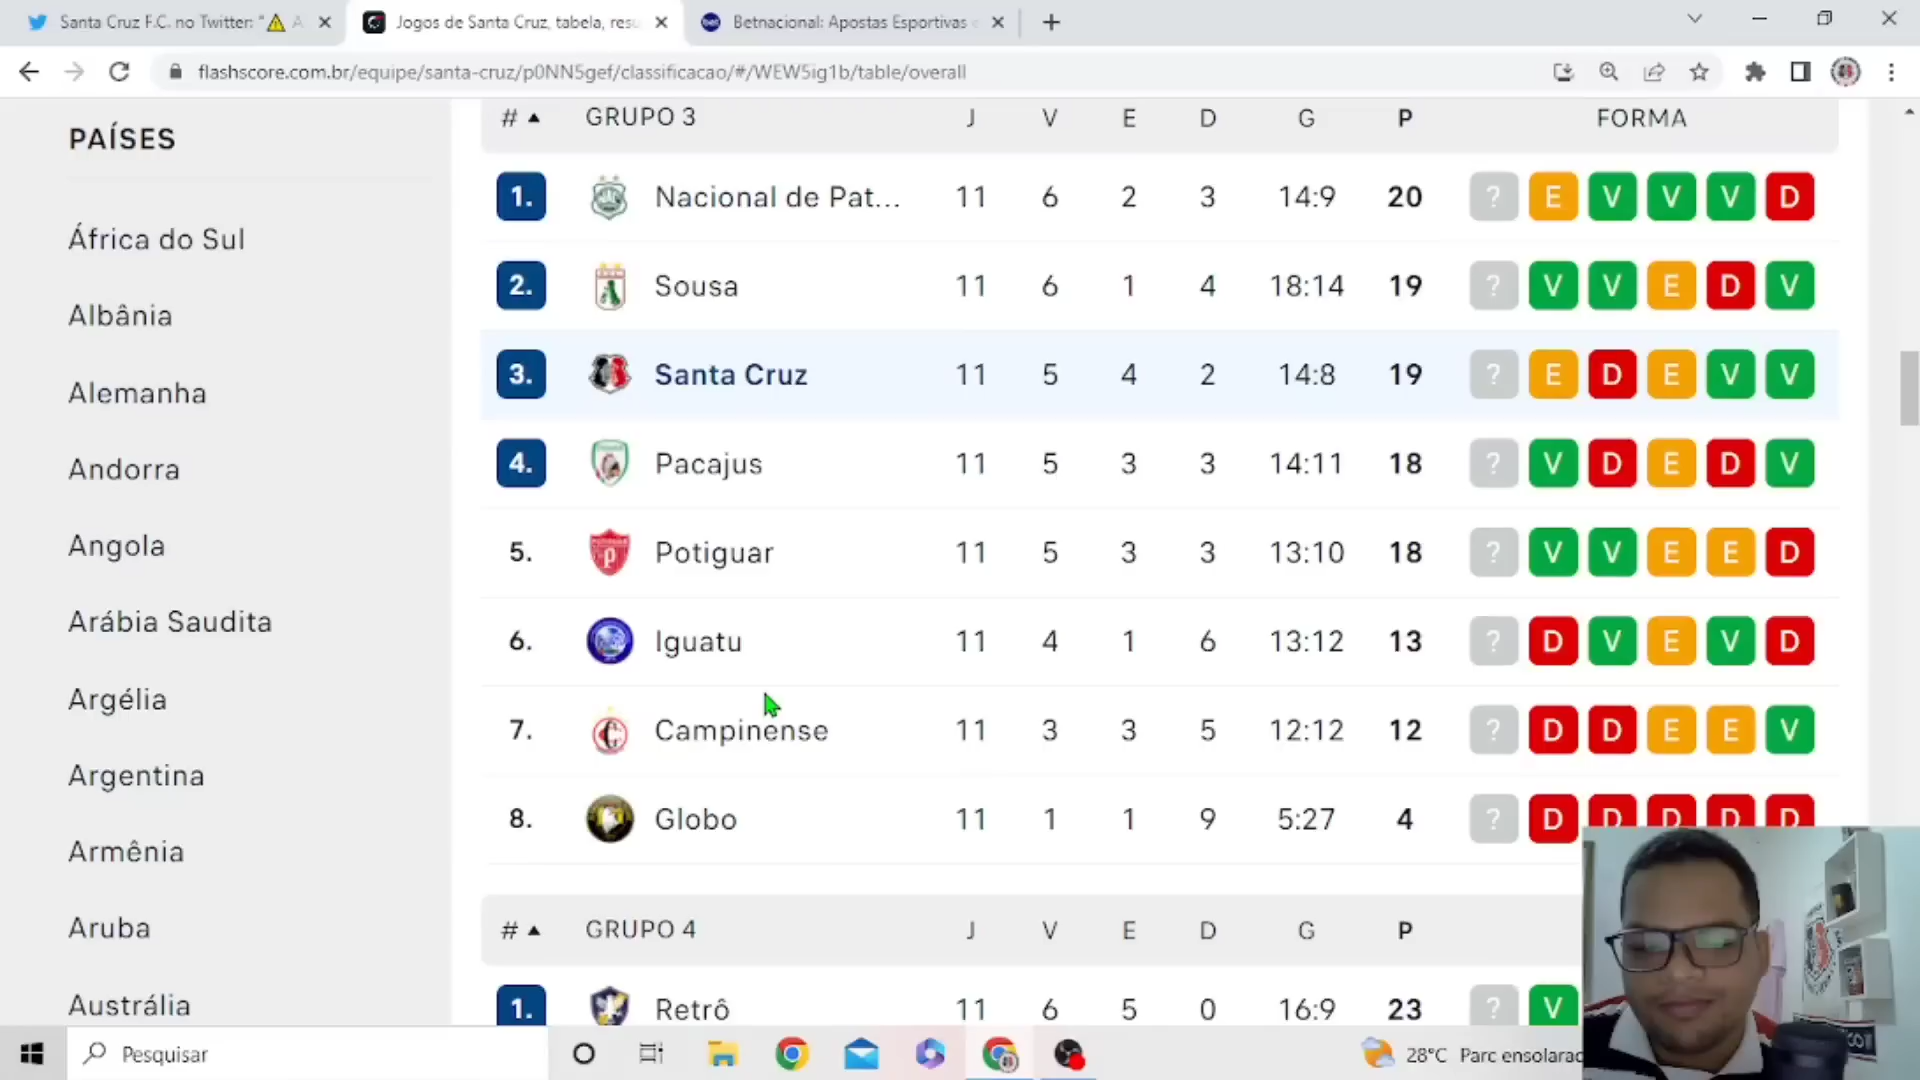 Santa Cruz F.C. no Twitter: "⚠ A
Jogos de Santa Cruz, tabela, resu
Betnacional: Apostas Esportivas e
flashscore.com.br/equipe/santa-cruz/p0NN5gef/classificacao/#/WEW5ig1b/table/overall
PAÍSES
África do Sul
Albânia
Alemanha
Andorra
Angola
Arábia Saudita
Argélia
Argentina
Armênia
Aruba
Austrália
# GRUPO 3 J V E D G P FORMA
1. Nacional de Pat... 11 6 2 3 14:9 20 ? E V V V D
2. Sousa 11 6 1 4 18:14 19 ? V V E D V
3. Santa Cruz 11 5 4 2 14:8 19 ? E D E V V
4. Pacajus 11 5 3 3 14:11 18 ? V D E D V
5. Potiguar 11 5 3 3 13:10 18 ? V V E E D
6. Iguatu 11 4 1 6 13:12 13 ? D V E V D
7. Campinense 11 3 3 5 12:12 12 ? D D E E V
8. Globo 11 1 1 9 5:27 4 ? D D D D D
# GRUPO 4 J V E D G P
1. Retrô 11 6 5 0 16:9 23 ? V
Pesquisar
28°C Parc ensolarad